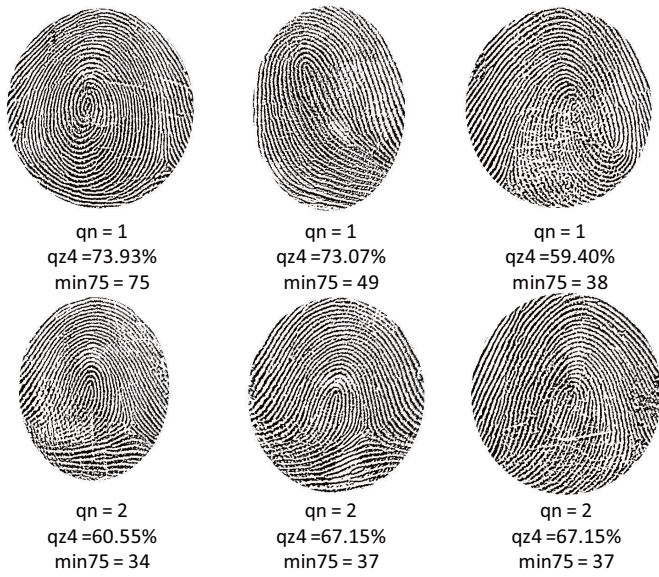 qn = 1
qz4 =73.93%
min75 = 75
qn = 1
qz4 =73.07%
min75 = 49
qn = 1
qz4 =59.40%
min75 = 38
qn = 2
qz4 =60.55%
min75 = 34
qn = 2
qz4 =67.15%
min75 = 37
qn = 2
qz4 =67.15%
min75 = 37